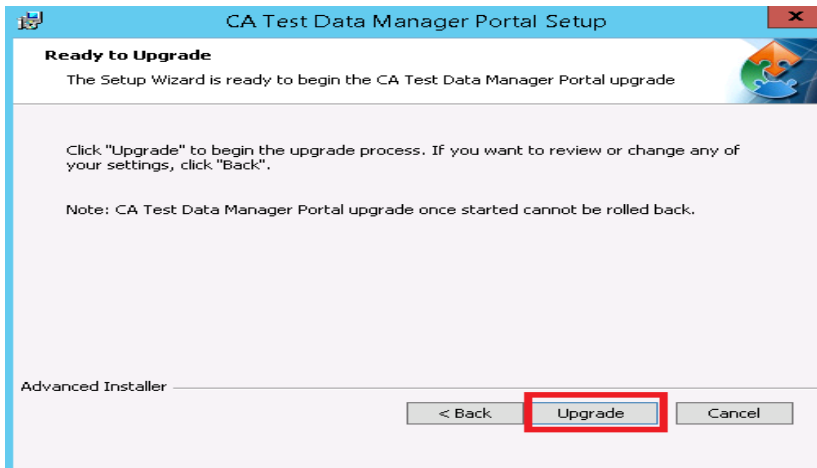 CA Test Data Manager Portal Setup
x
Ready to Upgrade
The Setup Wizard is ready to begin the CA Test Data Manager Portal upgrade
Click "Upgrade" to begin the upgrade process. If you want to review or change any of
your settings, click "Back".
Note: CA Test Data Manager Portal upgrade once started cannot be rolled back.
Advanced Installer
< Back Upgrade Cancel